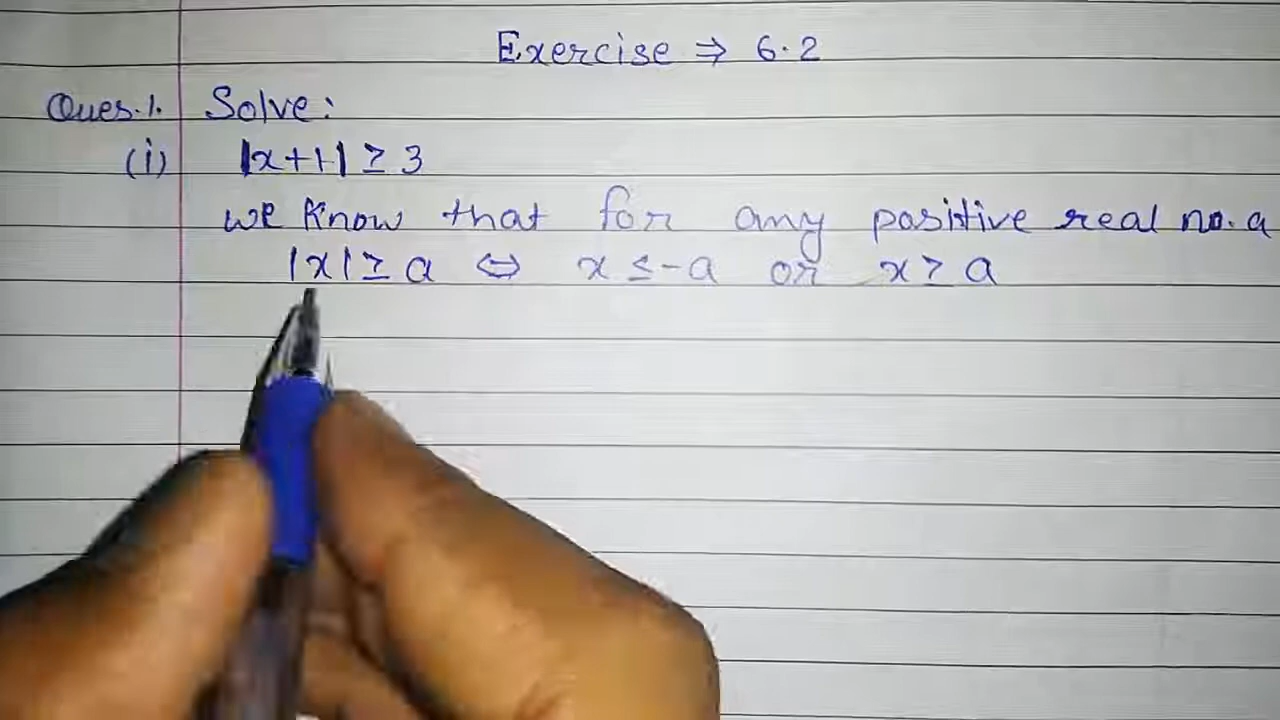 Exercise ⇒ 6.2
Ques.1. Solve:
(i) |x+1| ≥ 3
we know that for any positive real no. a
|x| ≥ a ⇔ x ≤ -a or x ≥ a